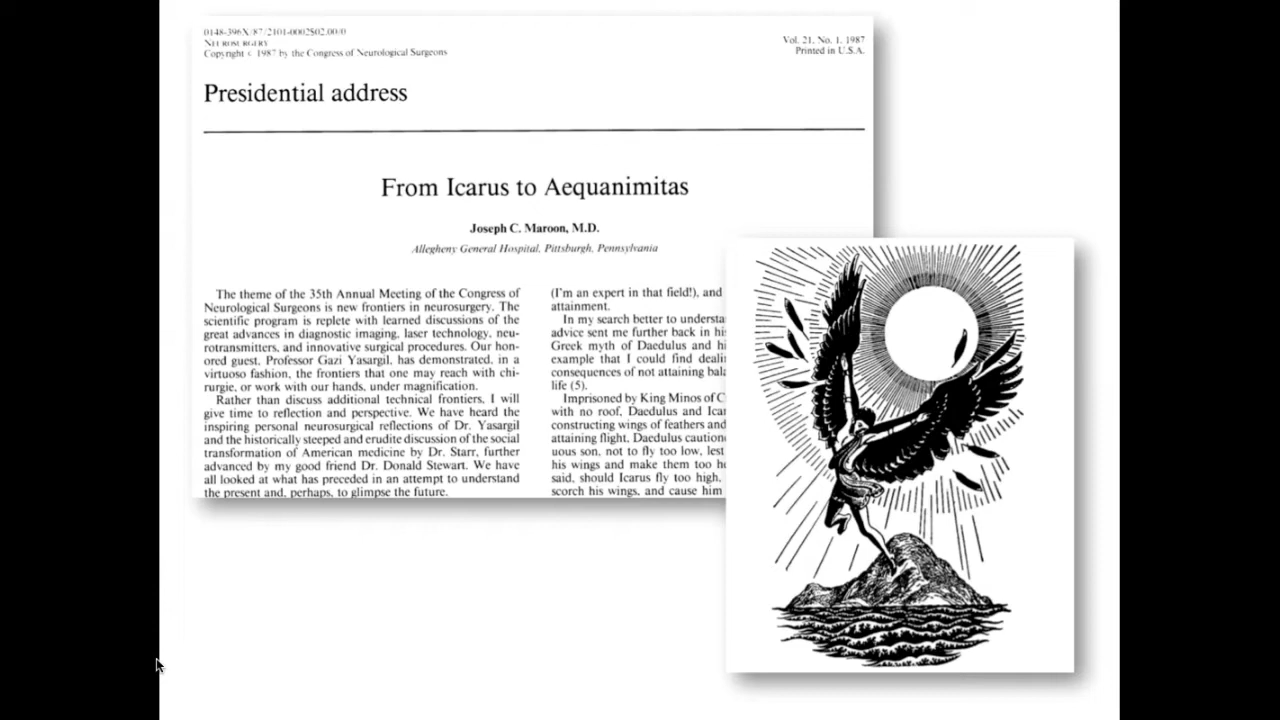 0148-396X/87/2101-0002$02.00/0
NEUROSURGERY
Copyright © 1987 by the Congress of Neurological Surgeons
Vol. 21, No. 1, 1987
Printed in U.S.A.
Presidential address
From Icarus to Aequanimitas
Joseph C. Maroon, M.D.
Allegheny General Hospital, Pittsburgh, Pennsylvania
The theme of the 35th Annual Meeting of the Congress of
Neurological Surgeons is new frontiers in neurosurgery. The
scientific program is replete with learned discussions of the
great advances in diagnostic imaging, laser technology, neu-
rotransmitters, and innovative surgical procedures. Our hon-
ored guest, Professor Gazi Yasargil, has demonstrated, in a
virtuoso fashion, the frontiers that one may reach with chi-
rurgie, or work with our hands, under magnification.
Rather than discuss additional technical frontiers, I will
give time to reflection and perspective. We have heard the
inspiring personal neurosurgical reflections of Dr. Yasargil
and the historically steeped and erudite discussion of the social
transformation of American medicine by Dr. Starr, further
advanced by my good friend Dr. Donald Stewart. We have
all looked at what has preceded in an attempt to understand
the present and, perhaps, to glimpse the future.
(I'm an expert in that field!), and
attainment.
In my search better to understa
advice sent me further back in his
Greek myth of Daedulus and hi
example that I could find deali
consequences of not attaining bala
life (5).
Imprisoned by King Minos of C
with no roof, Daedulus and Icar
constructing wings of feathers and
attaining flight, Daedulus caution
uous son, not to fly too low, lest
his wings and make them too he
said, should Icarus fly too high,
scorch his wings, and cause him